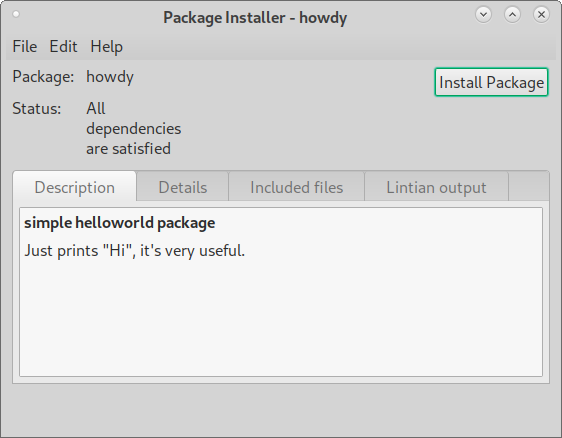 Package Installer - howdy
File Edit Help
Package: howdy
Install Package
Status: All
dependencies
are satisfied
Description Details Included files Lintian output
simple helloworld package
Just prints "Hi", it's very useful.